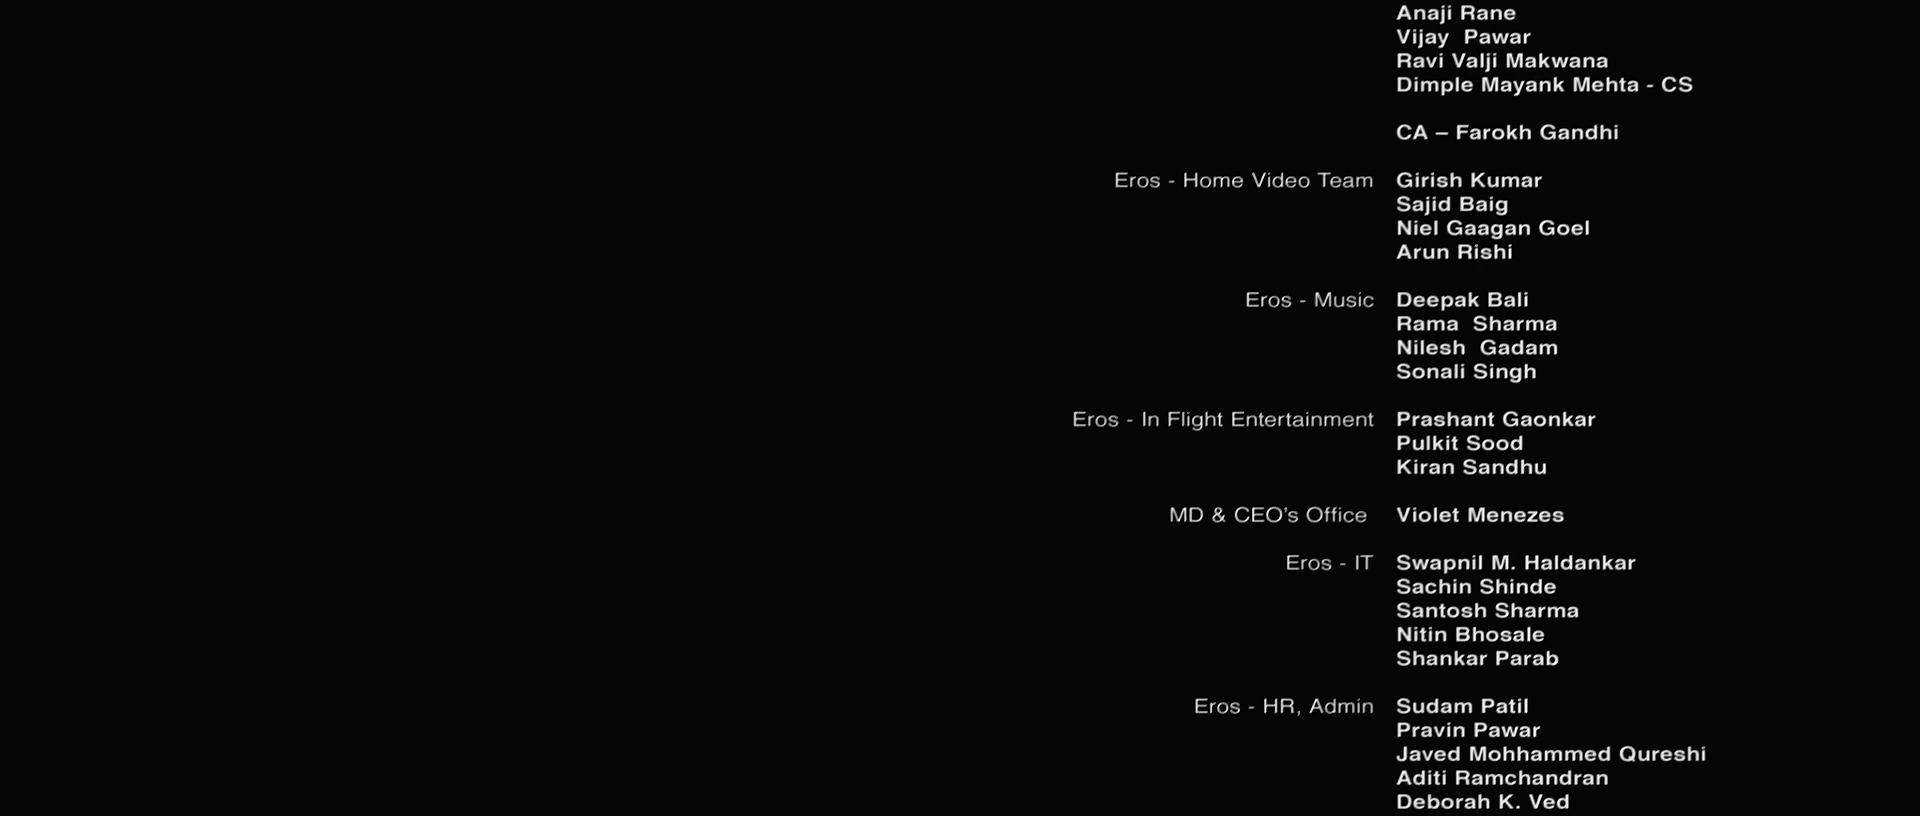 Anaji Rane
Vijay  Pawar
Ravi Valji Makwana
Dimple Mayank Mehta - CS
CA – Farokh Gandhi
Eros - Home Video Team Girish Kumar
Sajid Baig
Niel Gaagan Goel
Arun Rishi
Eros - Music Deepak Bali
Rama  Sharma
Nilesh  Gadam
Sonali Singh
Eros - In Flight Entertainment Prashant Gaonkar
Pulkit Sood
Kiran Sandhu
MD & CEO’s Office Violet Menezes
Eros - IT Swapnil M. Haldankar
Sachin Shinde
Santosh Sharma
Nitin Bhosale
Shankar Parab
Eros - HR, Admin Sudam Patil
Pravin Pawar
Javed Mohhammed Qureshi
Aditi Ramchandran
Deborah K. Ved